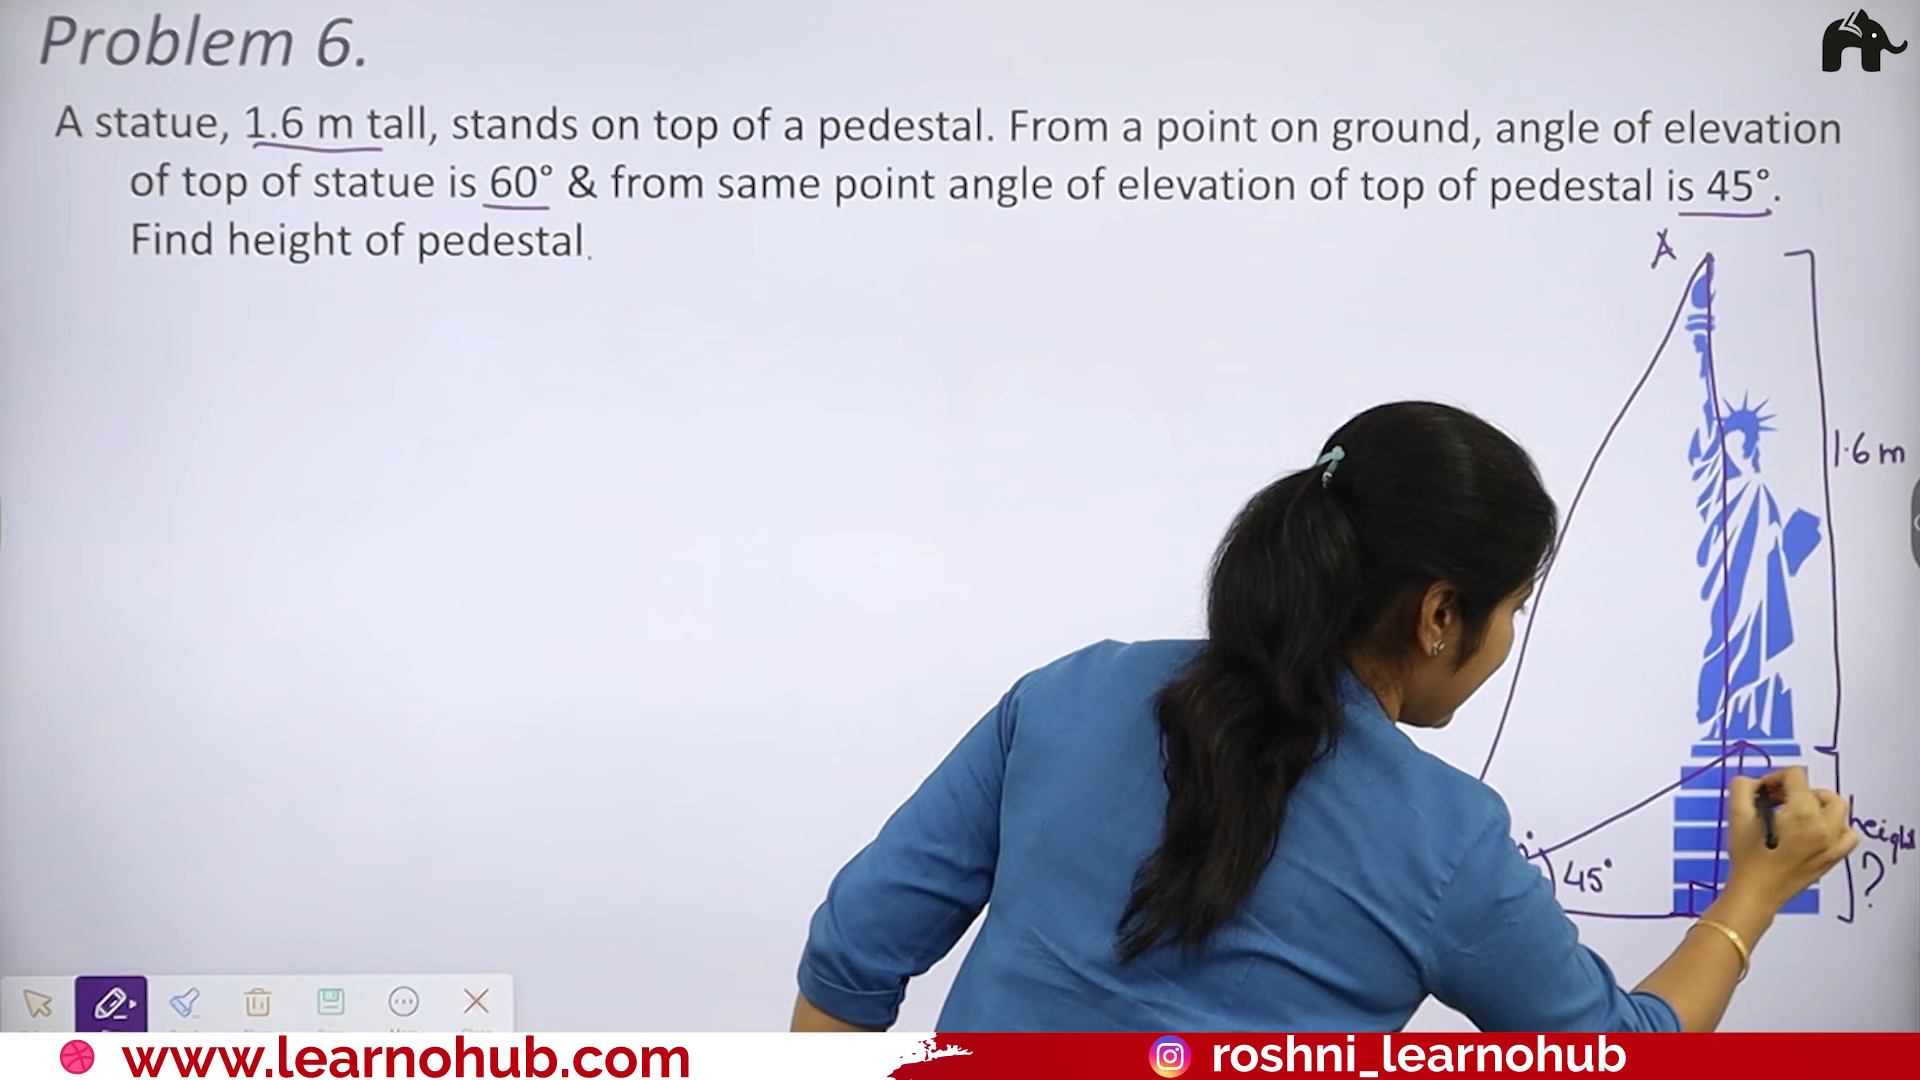 Problem 6.
A statue, 1.6 m tall, stands on top of a pedestal. From a point on ground, angle of elevation
of top of statue is 60° & from same point angle of elevation of top of pedestal is 45°.
Find height of pedestal.
A
1.6 m
45°
?
www.learnohub.com
roshni_learnohub